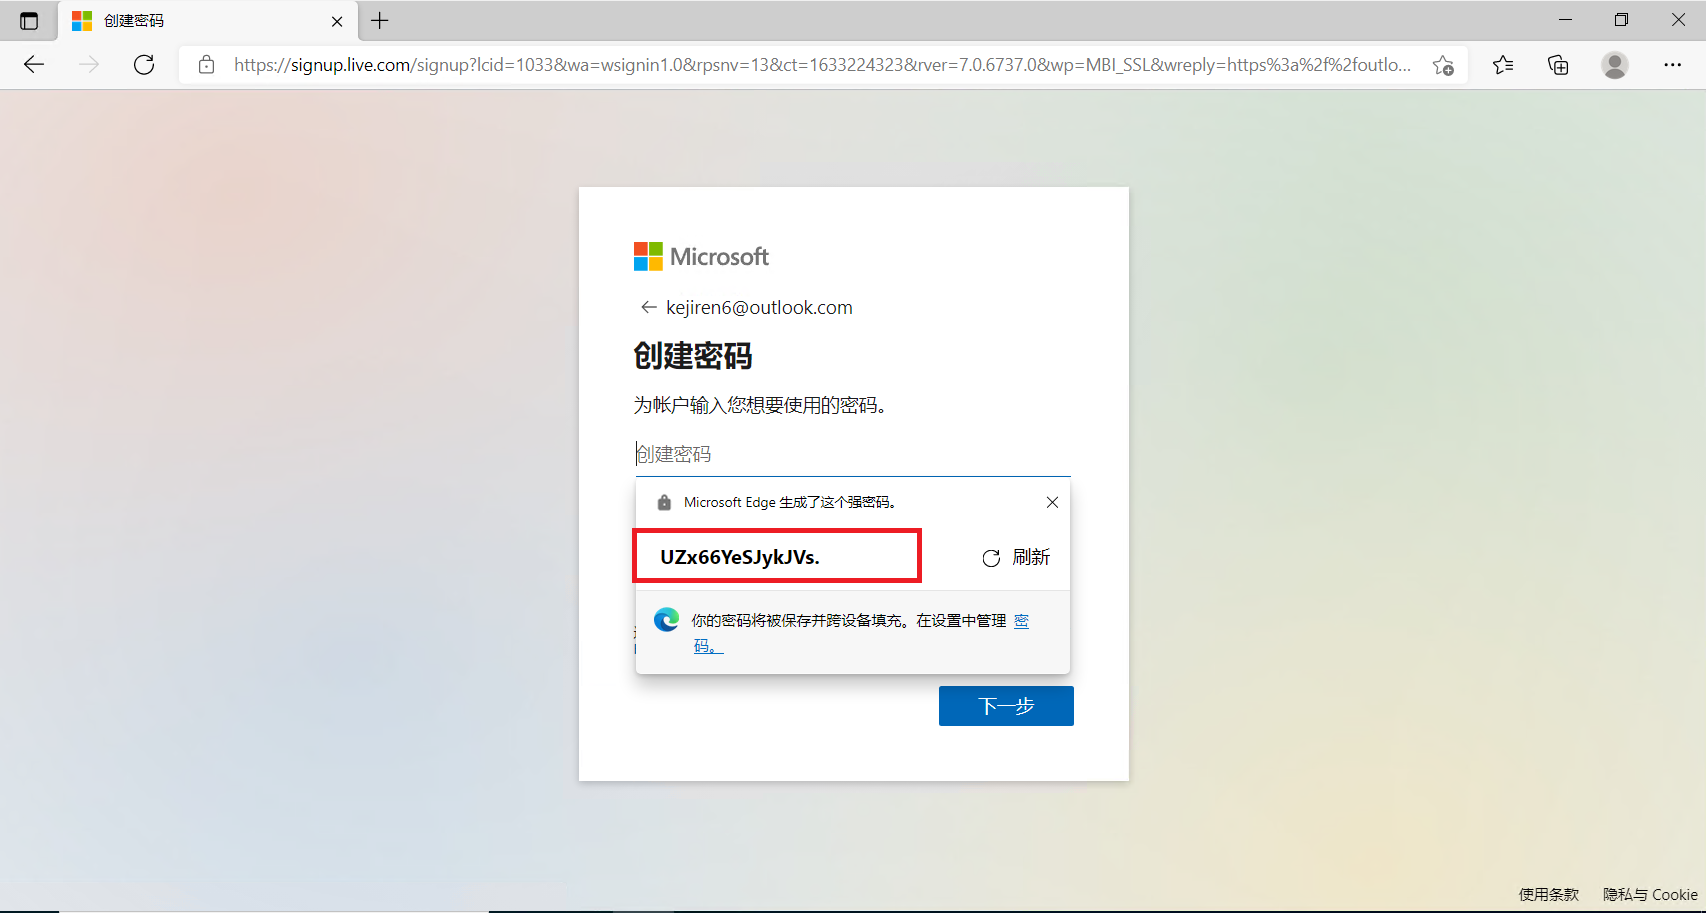 创建密码
https://signup.live.com/signup?lcid=1033&wa=wsignin1.0&rpsnv=13&ct=1633224323&rver=7.0.6737.0&wp=MBI_SSL&wreply=https%3a%2f%2foutlo...
Microsoft
kejiren6@outlook.com
创建密码
为帐户输入您想要使用的密码。
创建密码
Microsoft Edge 生成了这个强密码。
UZx66YeSJykJVs.
刷新
你的密码将被保存并跨设备填充。在设置中管理 密
码。
下一步
使用条款 隐私与 Cookie